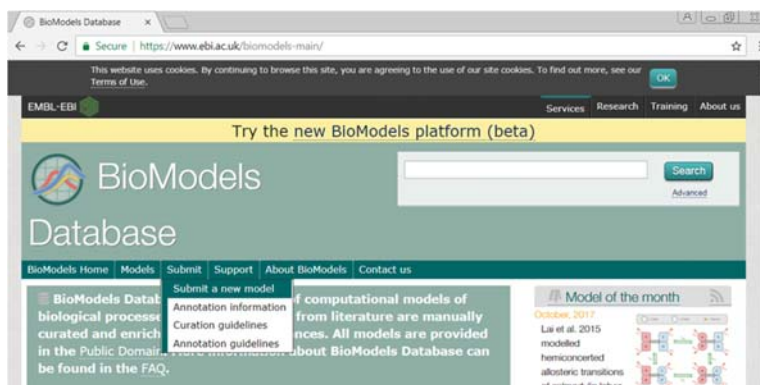 BioModels Database
Secure | https://www.ebi.ac.uk/biomodels-main/
This website uses cookies. By continuing to browse this site, you are agreeing to the use of our site cookies. To find out more, see our
Terms of Use.
OK
EMBL-EBI
Services Research Training About us
Try the new BioModels platform (beta)
BioModels
Database
Search
Advanced
BioModels Home Models Submit Support About BioModels Contact us
Submit a new model
Annotation information
Curation guidelines
Annotation guidelines
BioModels Datab of computational models of
biological processe from literature are manually
curated and enrich nces. All models are provided
in the Public Domain. More information about BioModels Database can
be found in the FAQ.
Model of the month
October, 2017
Lai et al. 2015
modelled
hemiconcerted
allosteric transitions